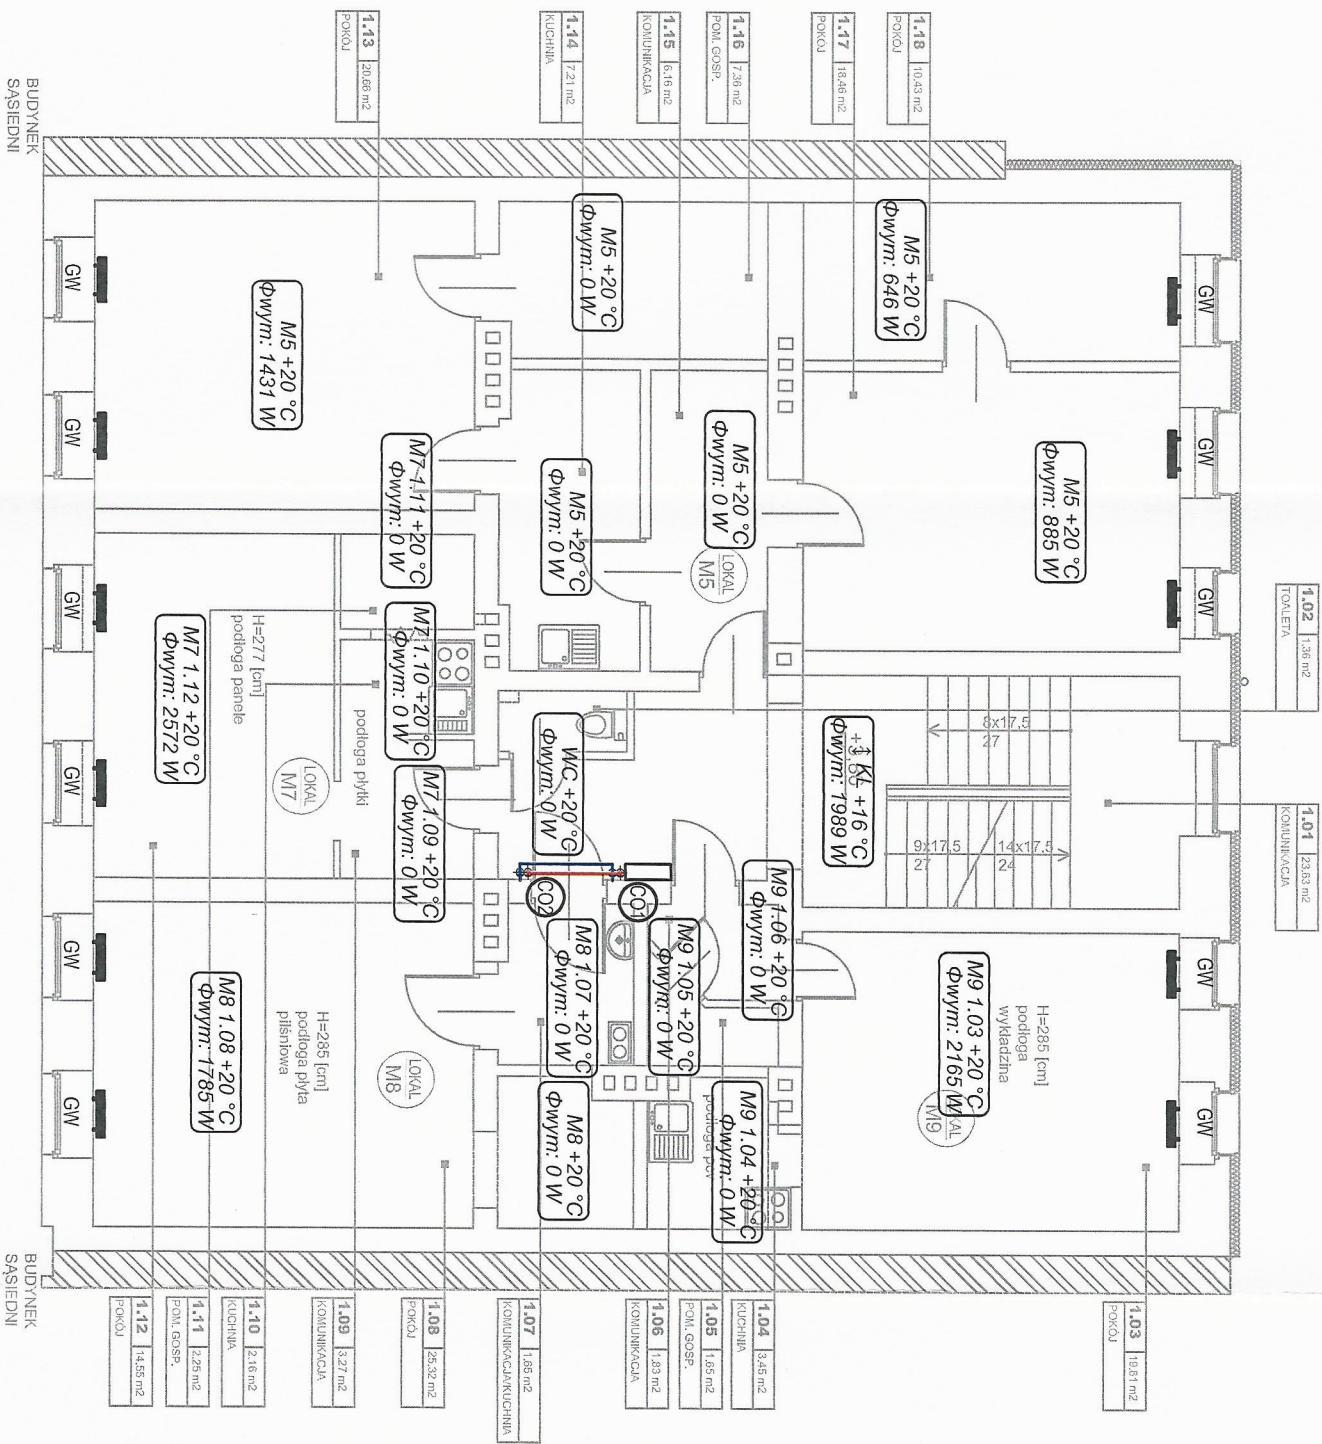 1.13 20,66 m2
POKÓJ
1.14 7,21 m2
KUCHNIA
1.15 6,16 m2
KOMUNIKACJA
1.16 7,36 m2
POM. GOSP.
1.17 18,46 m2
POKÓJ
1.18 10,43 m2
POKÓJ
BUDYNEK
SĄSIEDNI
1.02 1,36 m2
TOALETA
1.01 23,63 m2
KOMUNIKACJA
M5 +20 °C
Φwym: 646 W
M5 +20 °C
Φwym: 0 W
M5 +20 °C
Φwym: 1431 W
M5 +20 °C
Φwym: 885 W
M5 +20 °C
Φwym: 0 W
M5 +20 °C
Φwym: 0 W
LOKAL
M5
M7 1.11 +20 °C
Φwym: 0 W
M7 1.10 +20 °C
Φwym: 0 W
M7 1.12 +20 °C
Φwym: 2572 W
H=277 [cm]
podłoga panele
podłoga płytki
LOKAL
M7
M7 1.09 +20 °C
Φwym: 0 W
WC +20 °C
Φwym: 0 W
KL +16 °C
Φwym: 1989 W
8x17,5
27
9x17,5
27
14x17,5
24
CO2
CO1
M9 1.06 +20 °C
Φwym: 0 W
M9 1.05 +20 °C
Φwym: 0 W
M8 1.07 +20 °C
Φwym: 0 W
M9 1.03 +20 °C
Φwym: 2165 W
H=285 [cm]
podłoga
wykładzina
M9
M8 1.08 +20 °C
Φwym: 1785 W
H=285 [cm]
podłoga płyta
pilśniowa
LOKAL
M8
M8 +20 °C
Φwym: 0 W
M9 1.04 +20 °C
Φwym: 0 W
podłoga pcv
GW
GW
GW
GW
GW
GW
GW
GW
GW
GW
GW
BUDYNEK
SĄSIEDNI
1.12 14,55 m2
POKÓJ
1.11 2,25 m2
POM. GOSP.
1.10 2,16 m2
KUCHNIA
1.09 3,27 m2
KOMUNIKACJA
1.08 25,32 m2
POKÓJ
1.07 1,65 m2
KOMUNIKACJA/KUCHNIA
1.06 1,83 m2
KOMUNIKACJA
1.05 1,65 m2
POM. GOSP.
1.04 3,45 m2
KUCHNIA
1.03 19,81 m2
POKÓJ